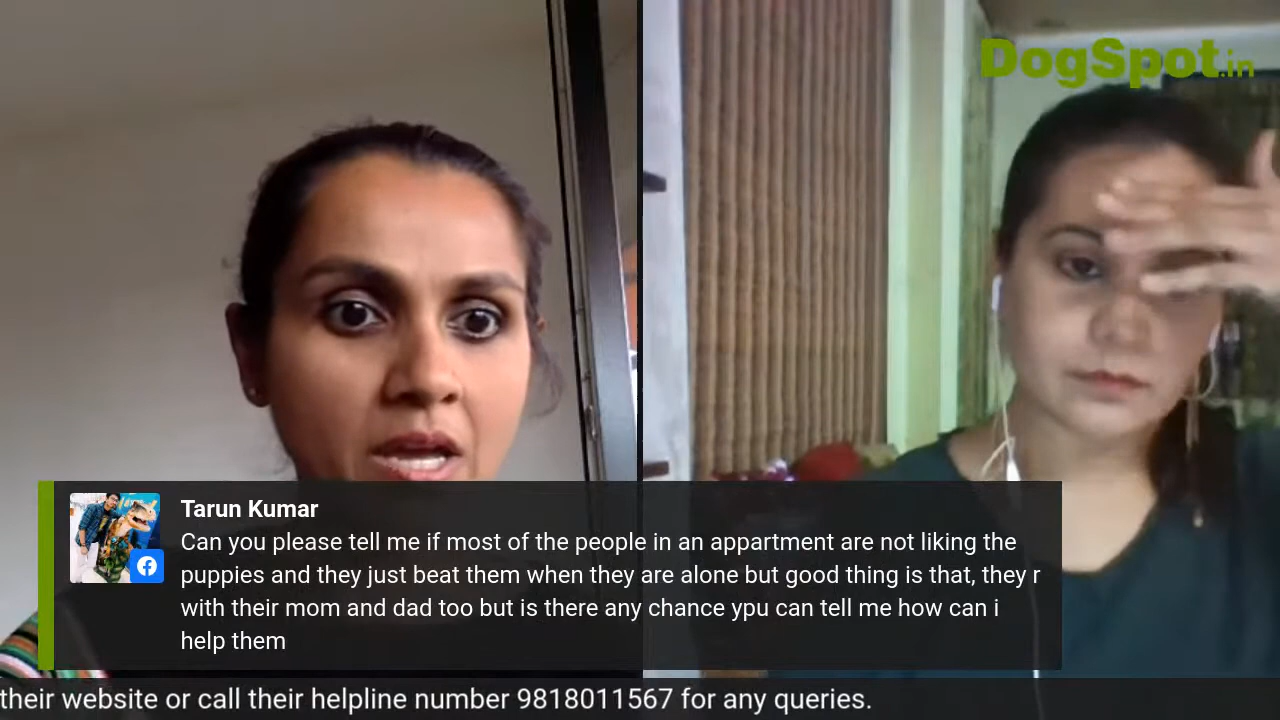 DogSpot.in
Tarun Kumar
Can you please tell me if most of the people in an appartment are not liking the
puppies and they just beat them when they are alone but good thing is that, they r
with their mom and dad too but is there any chance ypu can tell me how can i
help them
their website or call their helpline number 9818011567 for any queries.